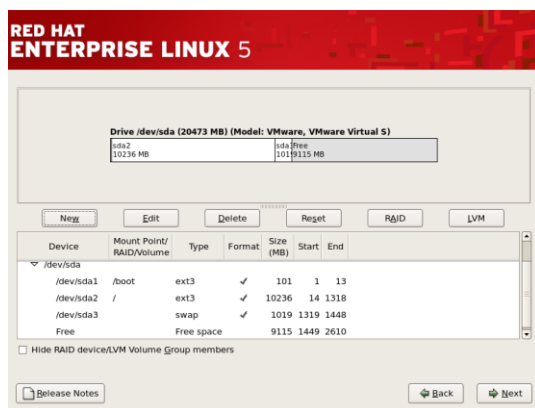 RED HAT
ENTERPRISE LINUX 5
Drive /dev/sda (20473 MB) (Model: VMware, VMware Virtual S)
sda2 sda Free
10236 MB 101 9115 MB
New Edit Delete Reset RAID LVM
Device Mount Point/ RAID/Volume Type Format Size (MB) Start End
/dev/sda
/dev/sda1 /boot ext3 ✓ 101 1 13
/dev/sda2 / ext3 ✓ 10236 14 1318
/dev/sda3 swap ✓ 1019 1319 1448
Free Free space 9115 1449 2610
Hide RAID device/LVM Volume Group members
Release Notes Back Next